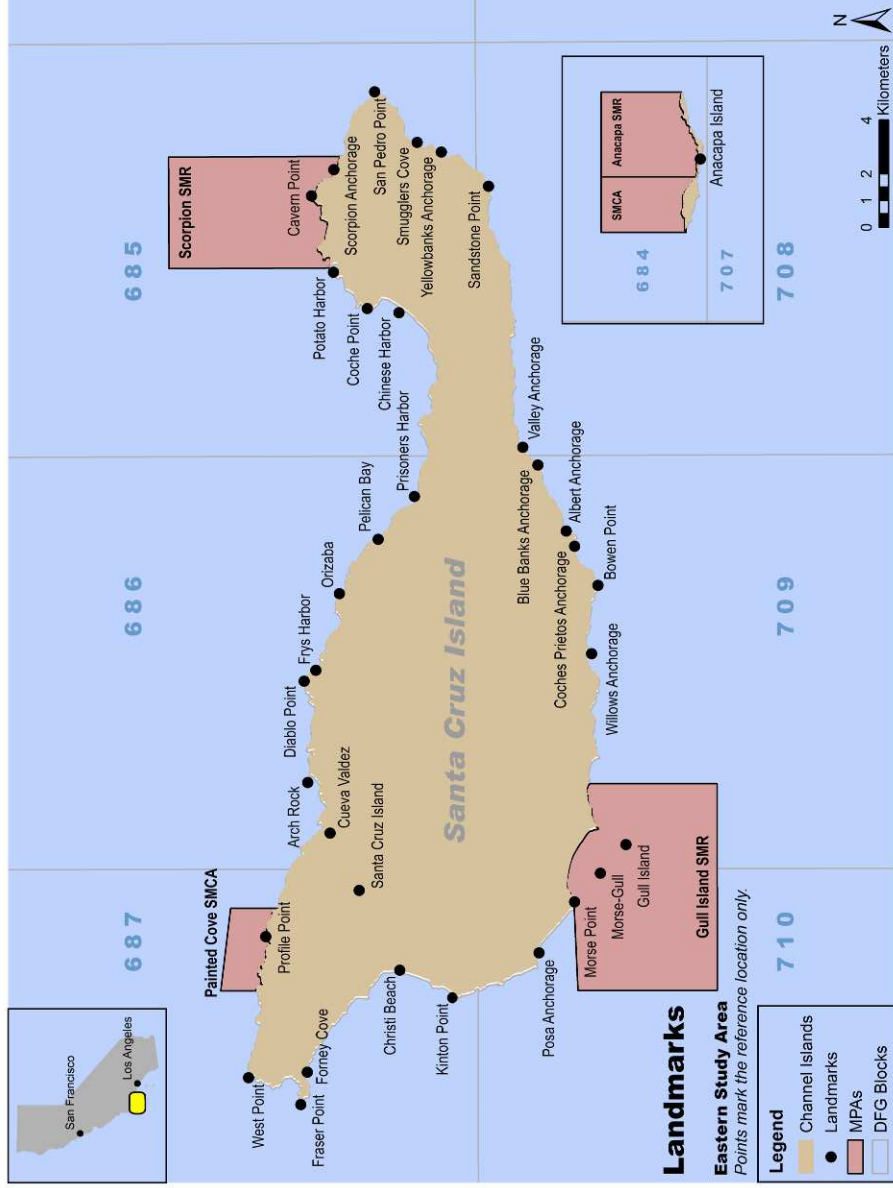 San Francisco
Los Angeles
687
686
685
Painted Cove SMCA
Scorpion SMR
West Point
Profile Point
Fraser Point
Forney Cove
Arch Rock
Diablo Point
Frys Harbor
Cueva Valdez
Orizaba
Pelican Bay
Prisoners Harbor
Potato Harbor
Cavern Point
Scorpion Anchorage
Coche Point
Chinese Harbor
San Pedro Point
Smugglers Cove
Yellowbanks Anchorage
Sandstone Point
Santa Cruz Island
Christi Beach
Kinton Point
Santa Cruz Island
Posa Anchorage
Valley Anchorage
Blue Banks Anchorage
Albert Anchorage
Coches Prietos Anchorage
Bowen Point
Willows Anchorage
Morse Point
Morse-Gull
Gull Island
Gull Island SMR
710
709
708
684
707
SMCA
Anacapa SMR
Anacapa Island
Landmarks
Eastern Study Area
Points mark the reference location only.
Legend
Channel Islands
Landmarks
MPAs
DFG Blocks
0 1 2 4
Kilometers
N